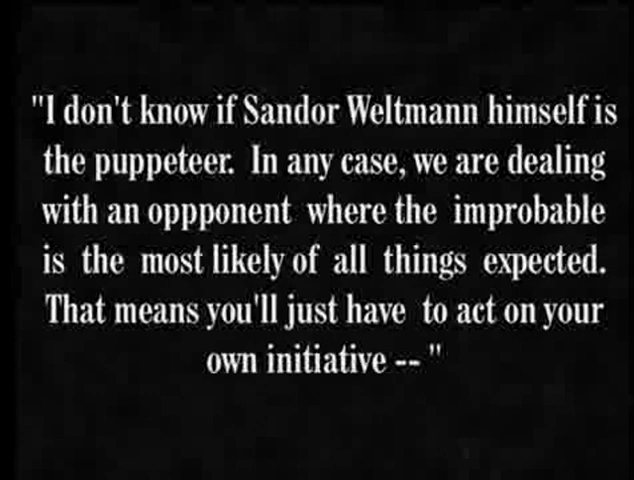 "I don't know if Sandor Weltmann himself is
the puppeteer. In any case, we are dealing
with an oppponent where the improbable
is the most likely of all things expected.
That means you'll just have to act on your
own initiative -- "